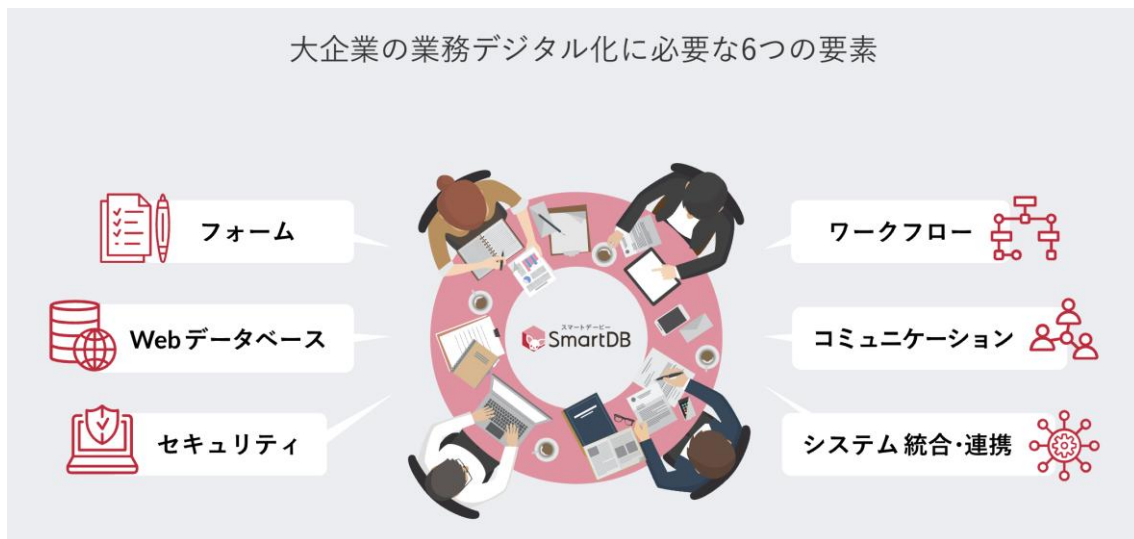 大企業の業務デジタル化に必要な6つの要素
フォーム
Webデータベース
セキュリティ
スマートデービー
SmartDB
ワークフロー
コミュニケーション
システム 統合･連携